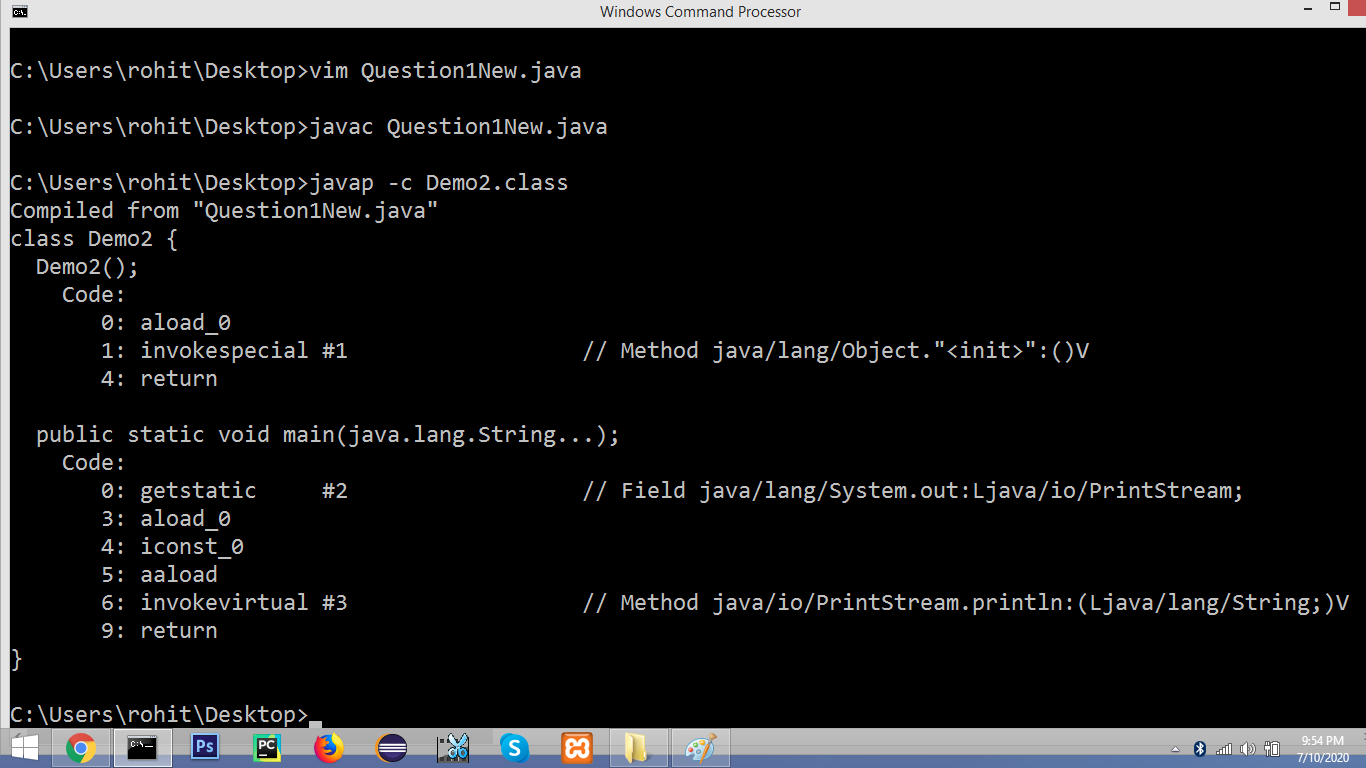 Windows Command Processor
C:\Users\rohit\Desktop>vim Question1New.java
C:\Users\rohit\Desktop>javac Question1New.java
C:\Users\rohit\Desktop>javap -c Demo2.class
Compiled from "Question1New.java"
class Demo2 {
  Demo2();
    Code:
       0: aload_0
       1: invokespecial #1                  // Method java/lang/Object."<init>":()V
       4: return
  public static void main(java.lang.String...);
    Code:
       0: getstatic     #2                  // Field java/lang/System.out:Ljava/io/PrintStream;
       3: aload_0
       4: iconst_0
       5: aaload
       6: invokevirtual #3                  // Method java/io/PrintStream.println:(Ljava/lang/String;)V
       9: return
}
C:\Users\rohit\Desktop>
Ps
PC
S
9:54 PM
7/10/2020